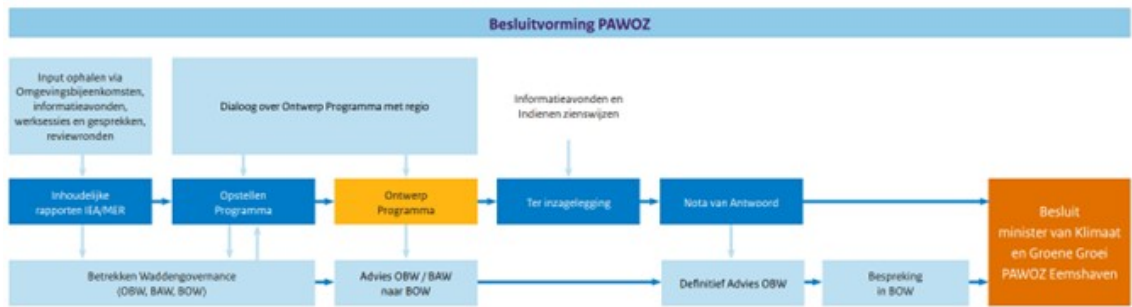 Besluitvorming PAWOZ
Input ophalen via
Omgevingsbijeenkomsten,
informatieavonden,
werksessies en gesprekken,
reviewronden
Dialoog over Ontwerp Programma met regio
Informatieavonden en
Indienen zienswijzen
Inhoudelijke
rapporten IEA/MER
Opstellen
Programma
Ontwerp
Programma
Ter inzagelegging
Nota van Antwoord
Besluit
minister van Klimaat
en Groene Groei
PAWOZ Eemshaven
Betrekken Waddengovernance
(OBW, BAW, BOW)
Advies OBW / BAW
naar BOW
Definitief Advies OBW
Bespreking
in BOW